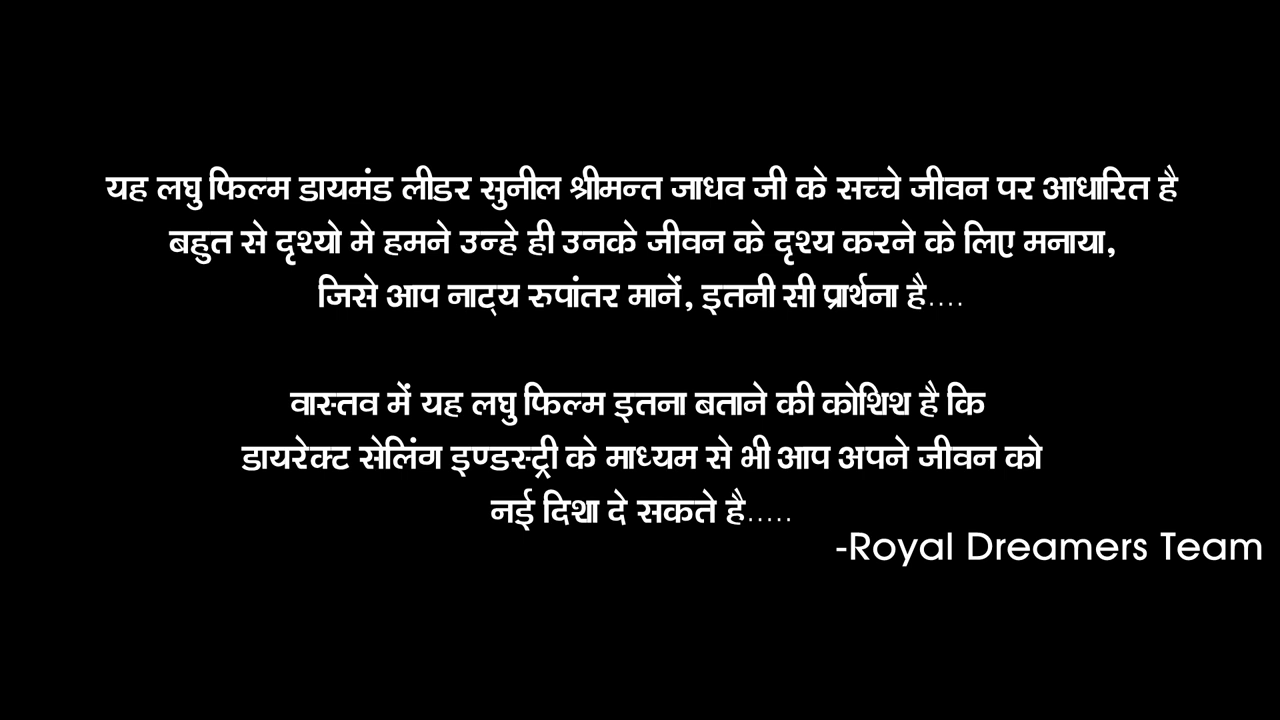 यह लघु फिल्म डायमंड लीडर सुनील श्रीमन्त जाधव जी के सच्चे जीवन पर आधारित है
बहुत से दृश्यो मे हमने उन्हे ही उनके जीवन के दृश्य करने के लिए मनाया,
जिसे आप नाट्य रुपांतर मानें, इतनी सी प्रार्थना है....
वास्तव में यह लघु फिल्म इतना बताने की कोशिश है कि
डायरेक्ट सेलिंग इण्डस्ट्री के माध्यम से भी आप अपने जीवन को
नई दिशा दे सकते है.....
-Royal Dreamers Team